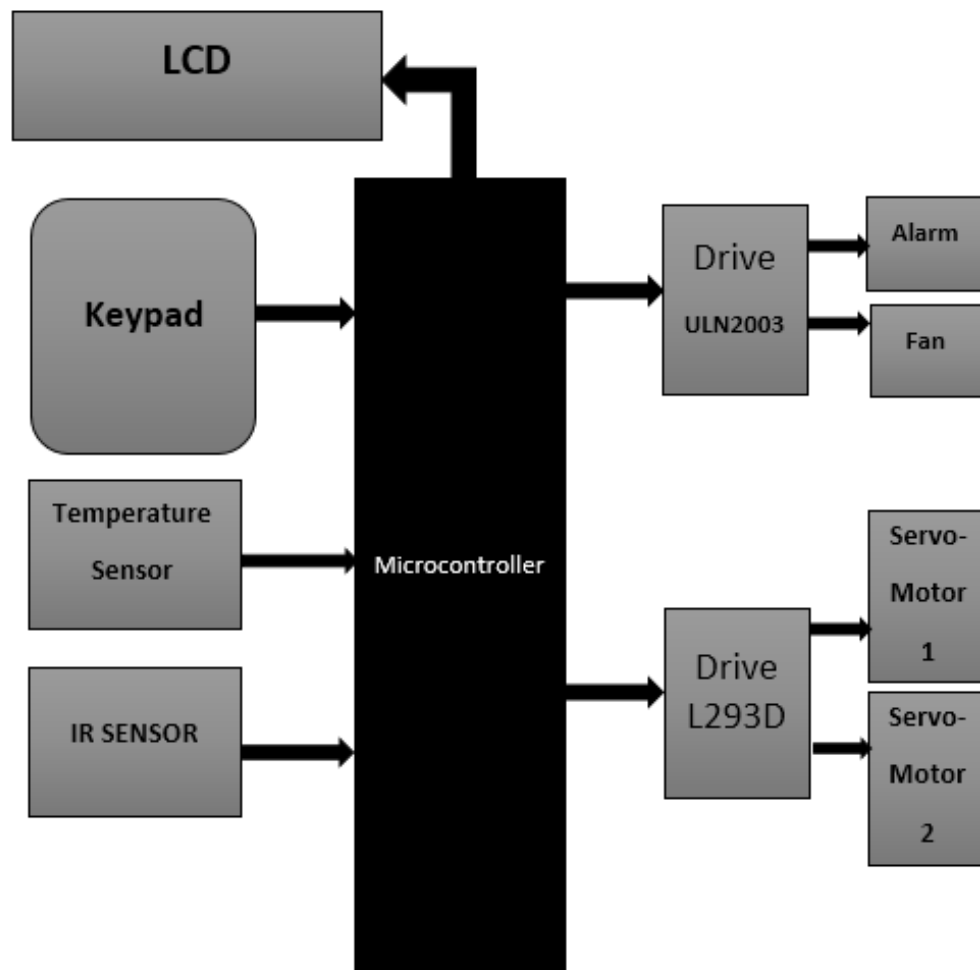 LCD
Keypad
Temperature
Sensor
IR SENSOR
Microcontroller
Drive
ULN2003
Alarm
Fan
Drive
L293D
Servo-
Motor
1
Servo-
Motor
2